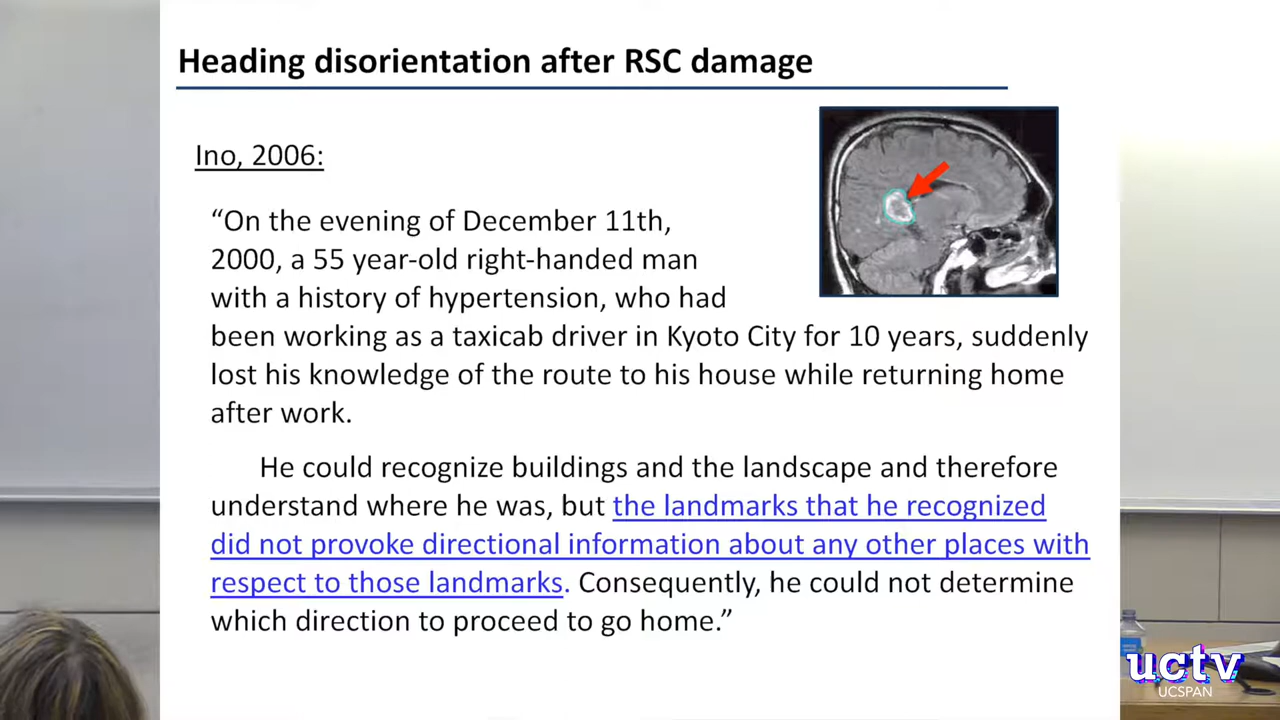 Heading disorientation after RSC damage
Ino, 2006:
“On the evening of December 11th,
2000, a 55 year-old right-handed man
with a history of hypertension, who had
been working as a taxicab driver in Kyoto City for 10 years, suddenly
lost his knowledge of the route to his house while returning home
after work.
He could recognize buildings and the landscape and therefore
understand where he was, but the landmarks that he recognized
did not provoke directional information about any other places with
respect to those landmarks. Consequently, he could not determine
which direction to proceed to go home.”
uctv
UCSPAN